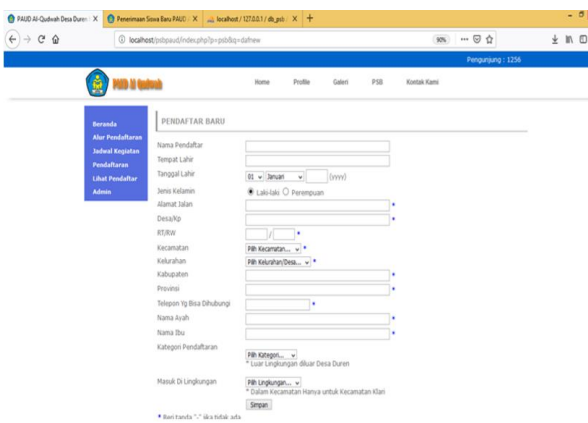 PAUD Al-Qudwah Desa Duren
Penerimaan Siswa Baru PAUD
localhost / 127.0.0.1 / db_psb
localhost/psbpaud/index.php?p=psb&q=dafnew
90%
Pengunjung : 1256
PAUD Al Qudwah
Home Profile Galeri PSB Kontak Kami
Beranda
Alur Pendaftaran
Jadwal Kegiatan
Pendaftaran
Lihat Pendaftar
Admin
PENDAFTAR BARU
Nama Pendaftar
Tempat Lahir
Tanggal Lahir 01 Januari (yyyy)
Jenis Kelamin Laki-laki Perempuan
Alamat Jalan *
Desa/Kp *
RT/RW / *
Kecamatan Pilih Kecamatan... *
Kelurahan Pilih Kelurahan/Desa... *
Kabupaten *
Provinsi *
Telepon Yg Bisa Dihubungi *
Nama Ayah *
Nama Ibu *
Kategori Pendaftaran
Pilih Kategori...
* Luar Lingkungan diluar Desa Duren
Masuk Di Lingkungan Pilih Lingkungan...
* Dalam Kecamatan Hanya untuk Kecamatan Klari
Simpan
* Beri tanda "-" jika tidak ada